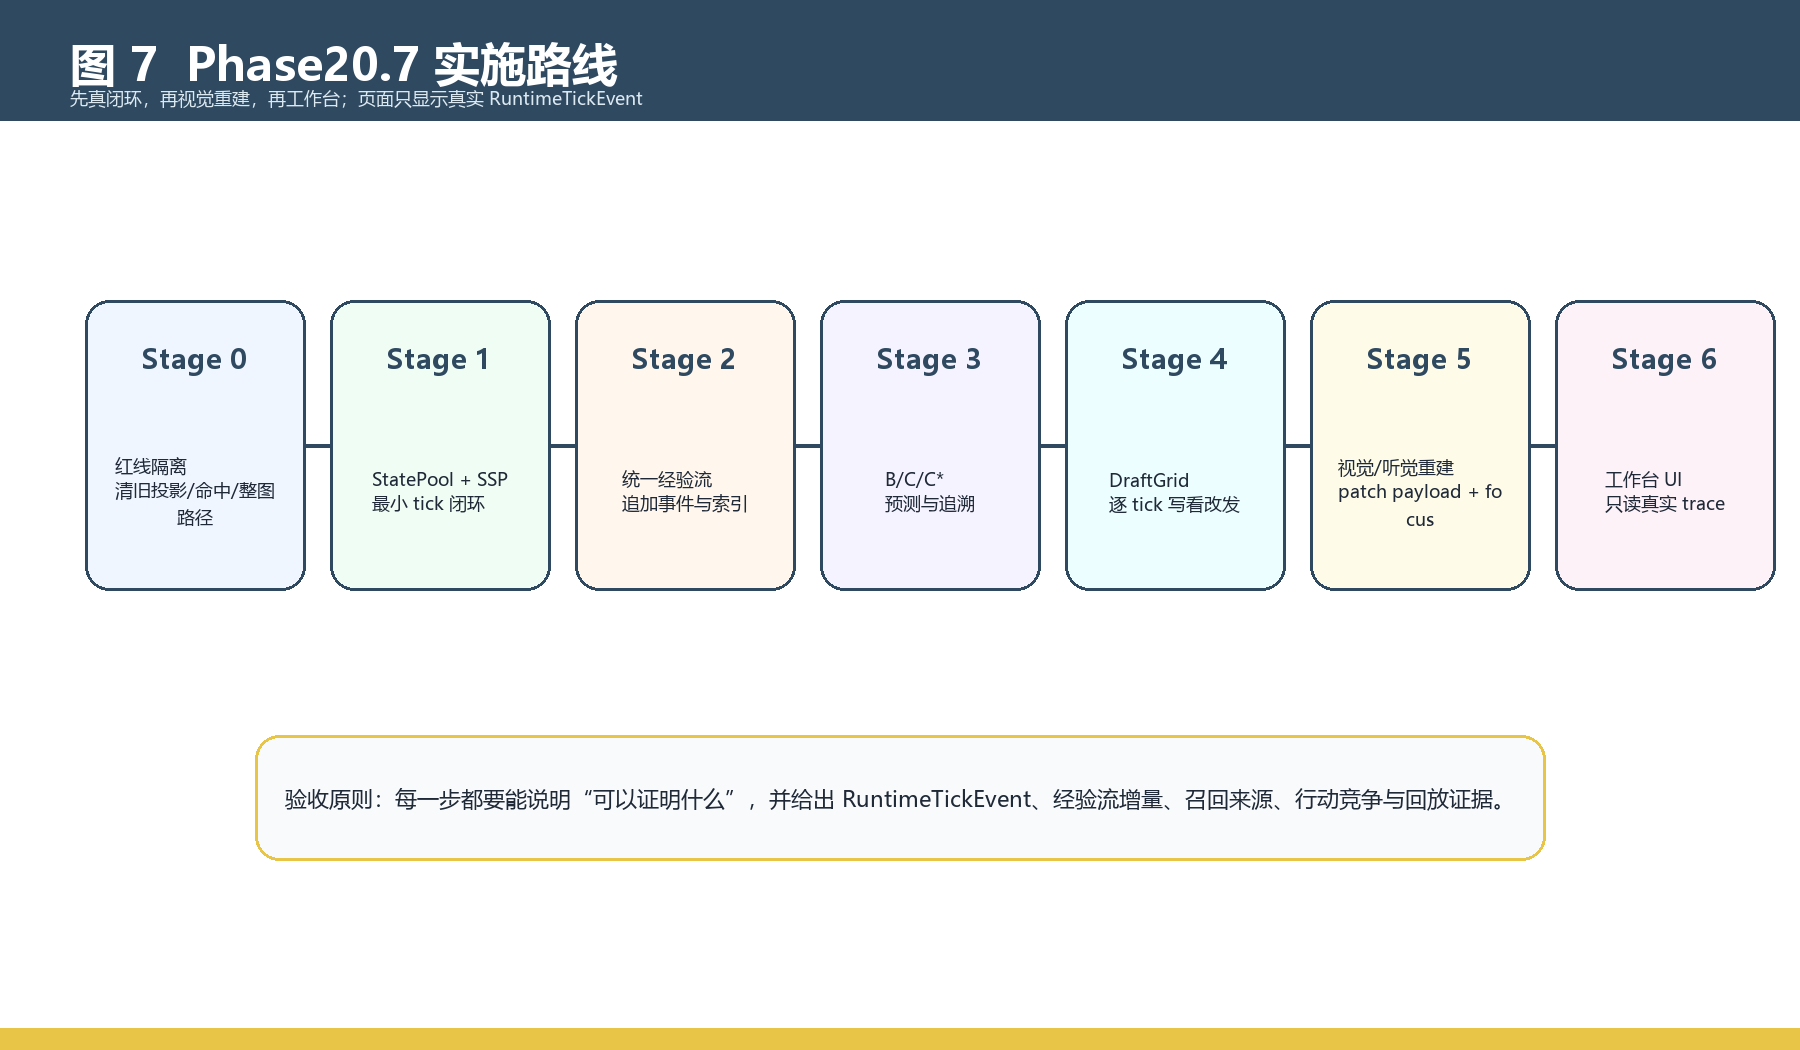 图 7  Phase20.7 实施路线
先真闭环，再视觉重建，再工作台；页面只显示真实 RuntimeTickEvent
Stage 0
红线隔离
清旧投影/命中/整图
路径
Stage 1
StatePool + SSP
最小 tick 闭环
Stage 2
统一经验流
追加事件与索引
Stage 3
B/C/C*
预测与追溯
Stage 4
DraftGrid
逐 tick 写看改发
Stage 5
视觉/听觉重建
patch payload + fo
cus
Stage 6
工作台 UI
只读真实 trace
验收原则：每一步都要能说明“可以证明什么”，并给出 RuntimeTickEvent、经验流增量、召回来源、行动竞争与回放证据。